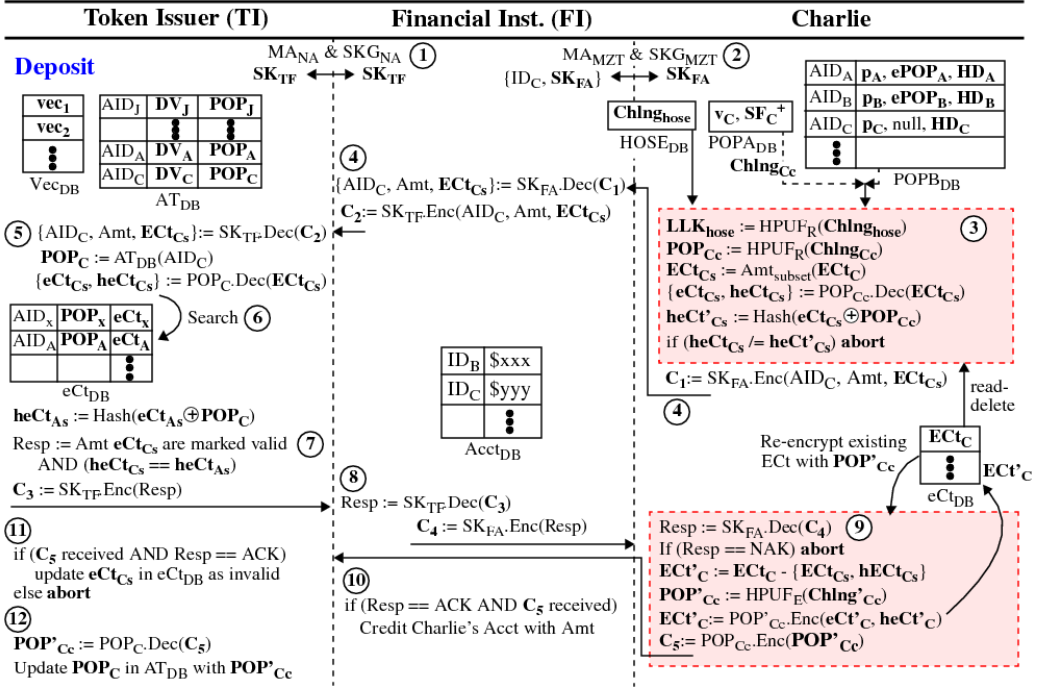 Token Issuer (TI)
Financial Inst. (FI)
Charlie
Deposit
MA_NA & SKG_NA ①
SK_TF ↔ SK_TF
MA_MZT & SKG_MZT ②
{ID_C, SK_FA} ↔ SK_FA
vec_1
vec_2
Vec_DB
AID_J DV_J POP_J
AID_A DV_A POP_A
AID_C DV_C POP_C
AT_DB
Chlng_hose
HOSE_DB
v_C, SF_C^+
POPA_DB
Chlng_Cc
AID_A p_A, ePOP_A, HD_A
AID_B p_B, ePOP_B, HD_B
AID_C p_C, null, HD_C
POPB_DB
③
LLK_hose := HPUF_R(Chlng_hose)
POP_Cc := HPUF_R(Chlng_Cc)
ECt_Cs := Amt_subset(ECt_C)
{eCt_Cs, heCt_Cs} := POP_Cc.Dec(ECt_Cs)
heCt'_Cs := Hash(eCt_Cs⊕POP_Cc)
if (heCt_Cs /= heCt'_Cs) abort
C_1:= SK_FA.Enc(AID_C, Amt, ECt_Cs)
④
④
{AID_C, Amt, ECt_Cs}:= SK_FA.Dec(C_1)
C_2:= SK_TF.Enc(AID_C, Amt, ECt_Cs)
⑤ {AID_C, Amt, ECt_Cs}:= SK_TF.Dec(C_2)
POP_C := AT_DB(AID_C)
{eCt_Cs, heCt_Cs} := POP_C.Dec(ECt_Cs)
Search ⑥
AID_x POP_x eCt_x
AID_A POP_A eCt_A
eCt_DB
heCt_As := Hash(eCt_As⊕POP_C)
Resp := Amt eCt_Cs are marked valid ⑦
AND (heCt_Cs == heCt_As)
C_3 := SK_TF.Enc(Resp)
ID_B $xxx
ID_C $yyy
Acct_DB
read-
delete
Re-encrypt existing
ECt with POP'_Cc
ECt_C
eCt_DB
ECt'_C
⑧
Resp := SK_TF.Dec(C_3)
C_4 := SK_FA.Enc(Resp)
Resp := SK_FA.Dec(C_4) ⑨
If (Resp == NAK) abort
ECt'_C := ECt_C - {ECt_Cs, hECt_Cs}
POP'_Cc := HPUF_E(Chlng'_Cc)
ECt'_C:= POP'_Cc.Enc(eCt'_C, heCt'_C)
C_5:= POP_Cc.Enc(POP'_Cc)
⑩
if (Resp == ACK AND C_5 received)
Credit Charlie's Acct with Amt
⑪
if (C_5 received AND Resp == ACK)
update eCt_Cs in eCt_DB as invalid
else abort
⑫
POP'_Cc := POP_C.Dec(C_5)
Update POP_C in AT_DB with POP'_Cc